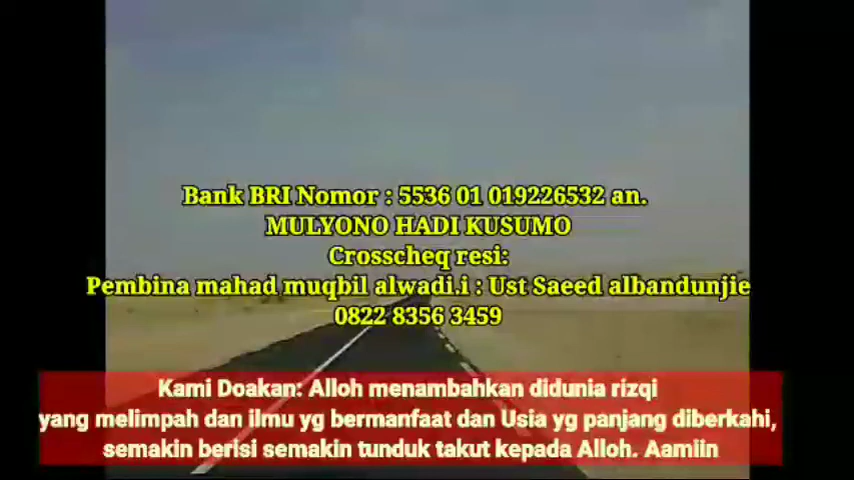 Bank BRI Nomor : 5536 01 019226532 an.
MULYONO HADI KUSUMO
Crosscheq resi:
Pembina mahad muqbil alwadi.i : Ust Saeed albandunjie
0822 8356 3459
Kami Doakan: Alloh menambahkan didunia rizqi
yang melimpah dan ilmu yg bermanfaat dan Usia yg panjang diberkahi,
semakin berisi semakin tunduk takut kepada Alloh. Aamiin